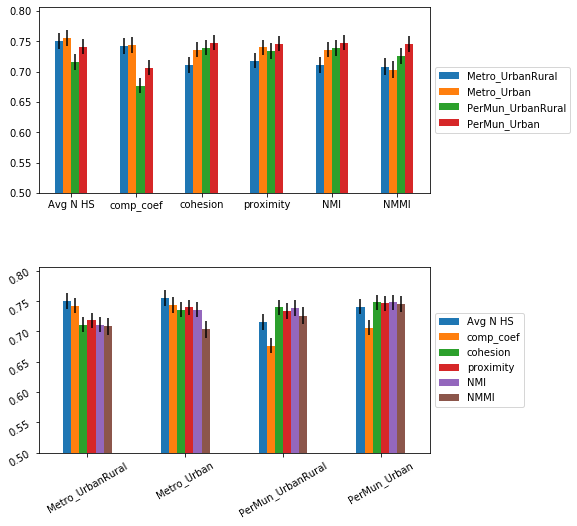 0.80
0.75
0.70
0.65
0.60
0.55
0.50
Avg N HS comp_coef cohesion proximity NMI NMMI
Metro_UrbanRural
Metro_Urban
PerMun_UrbanRural
PerMun_Urban
0.80
0.75
0.70
0.65
0.60
0.55
0.50
Metro_UrbanRural Metro_Urban PerMun_UrbanRural PerMun_Urban
Avg N HS
comp_coef
cohesion
proximity
NMI
NMMI